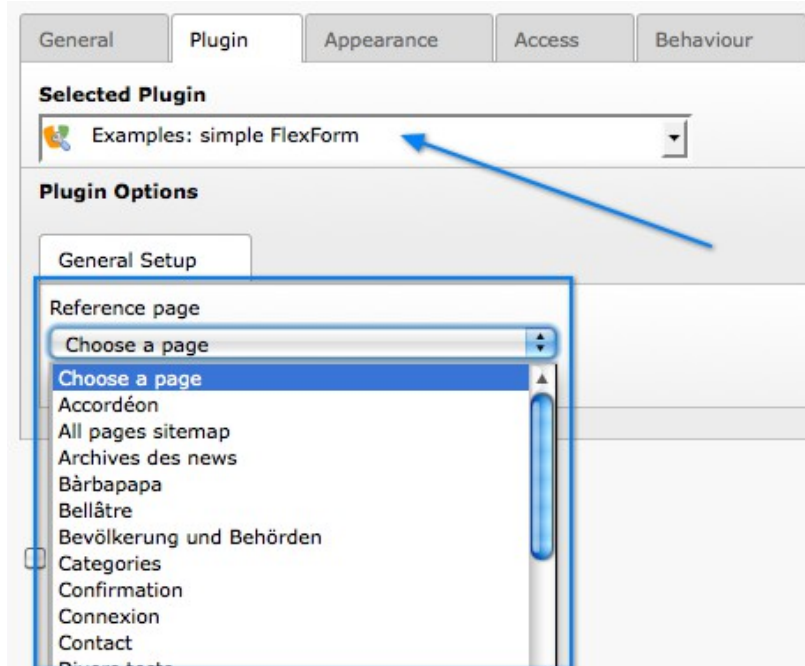 General Plugin Appearance Access Behaviour
Selected Plugin
Examples: simple FlexForm
Plugin Options
General Setup
Reference page
Choose a page
Choose a page
Accordéon
All pages sitemap
Archives des news
Bàrbapapa
Bellâtre
Bevölkerung und Behörden
Categories
Confirmation
Connexion
Contact